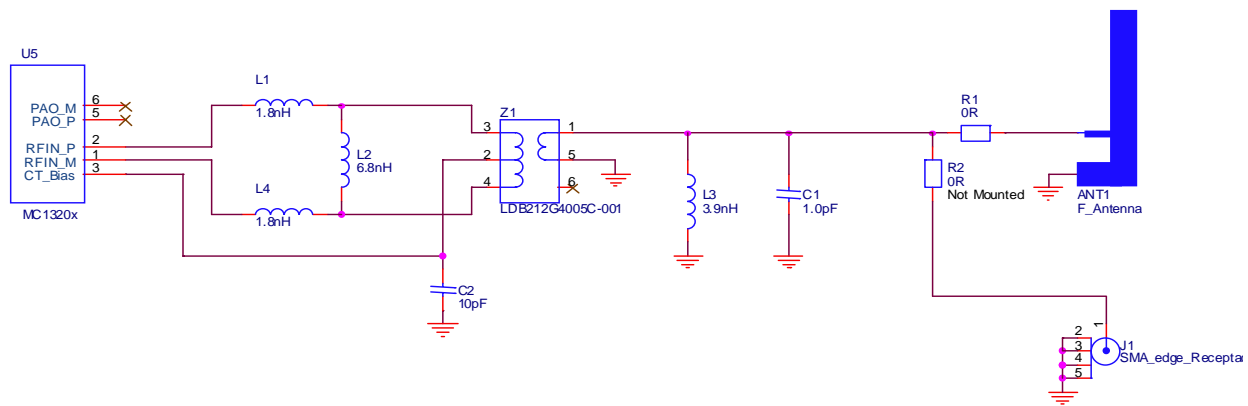 U5
PAO_M 6
PAO_P 5
RFIN_P 2
RFIN_M 1
CT_Bias 3
MC1320x
L1
1.8nH
L2
6.8nH
L4
1.8nH
C2
10pF
Z1
3 1
2 5
4 6
LDB212G4005C-001
L3
3.9nH
C1
1.0pF
R1
0R
R2
0R
Not Mounted
ANT1
F_Antenna
1
2
3
4
5
J1
SMA_edge_Recepta